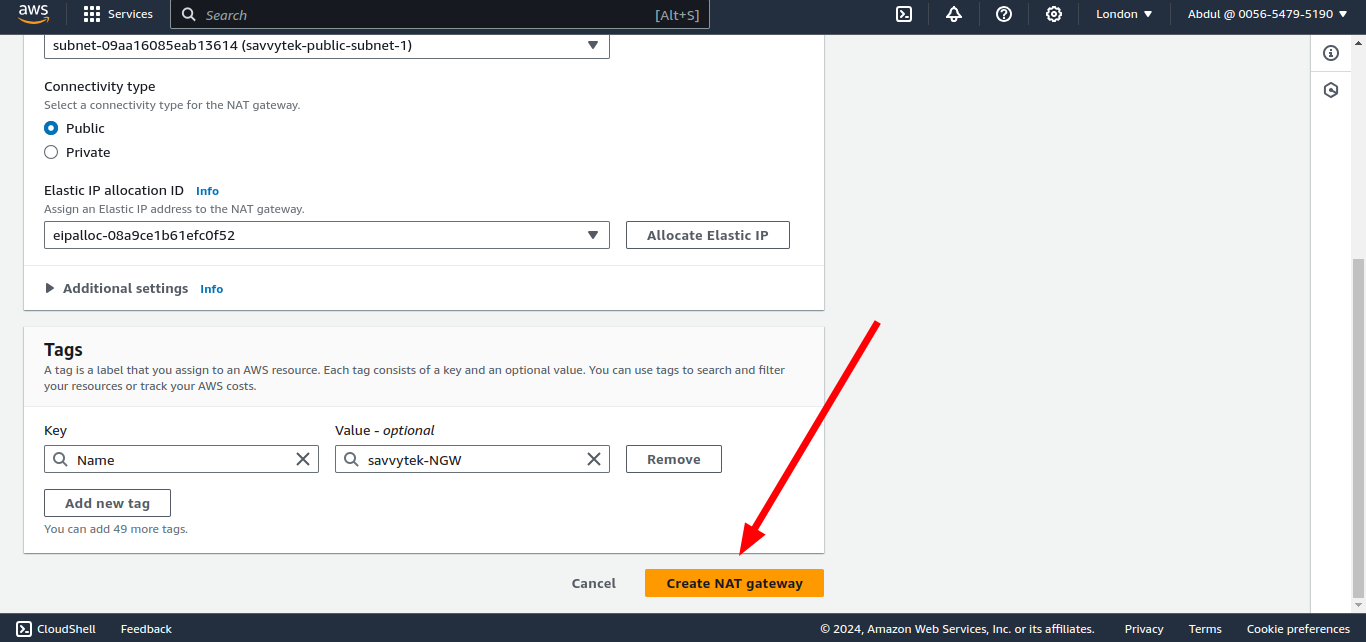 aws
Services
Search
[Alt+S]
London
Abdul @ 0056-5479-5190
subnet-09aa16085eab13614 (savvytek-public-subnet-1)
Connectivity type
Select a connectivity type for the NAT gateway.
Public
Private
Elastic IP allocation ID Info
Assign an Elastic IP address to the NAT gateway.
eipalloc-08a9ce1b61efc0f52
Allocate Elastic IP
Additional settings Info
Tags
A tag is a label that you assign to an AWS resource. Each tag consists of a key and an optional value. You can use tags to search and filter
your resources or track your AWS costs.
Key
Value - optional
Name
savvytek-NGW
Remove
Add new tag
You can add 49 more tags.
Cancel
Create NAT gateway
CloudShell
Feedback
© 2024, Amazon Web Services, Inc. or its affiliates.
Privacy
Terms
Cookie preferences